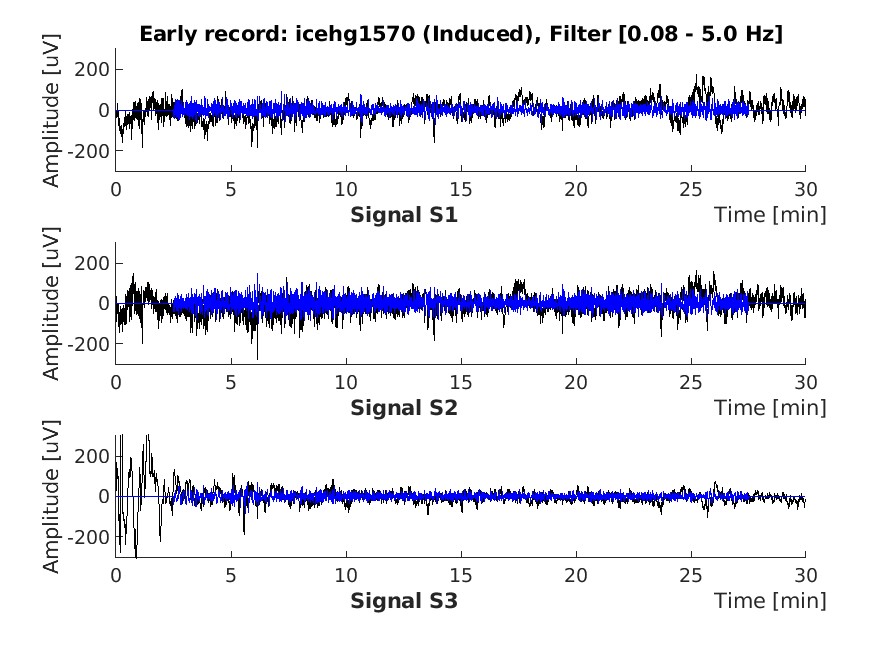 Early record: icehg1570 (Induced), Filter [0.08 - 5.0 Hz]
Amplitude [uV]
200
0
-200
0 5 10 15 20 25 30
Signal S1 Time [min]
Amplitude [uV]
200
0
-200
0 5 10 15 20 25 30
Signal S2 Time [min]
Amplitude [uV]
200
0
-200
0 5 10 15 20 25 30
Signal S3 Time [min]